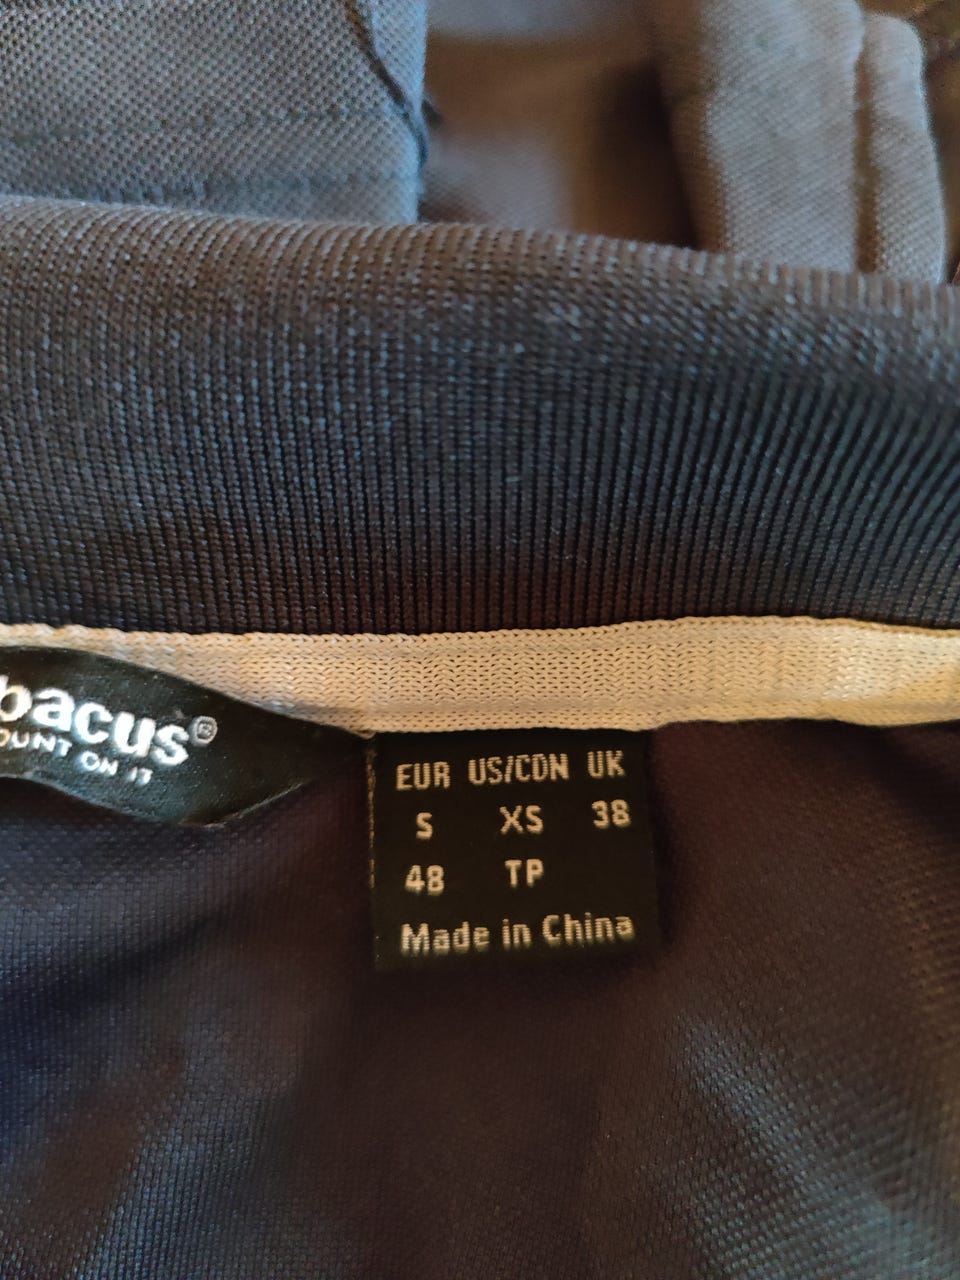 bacus®
OUNT ON IT
EUR US/CDN UK
S XS 38
48 TP
Made in China